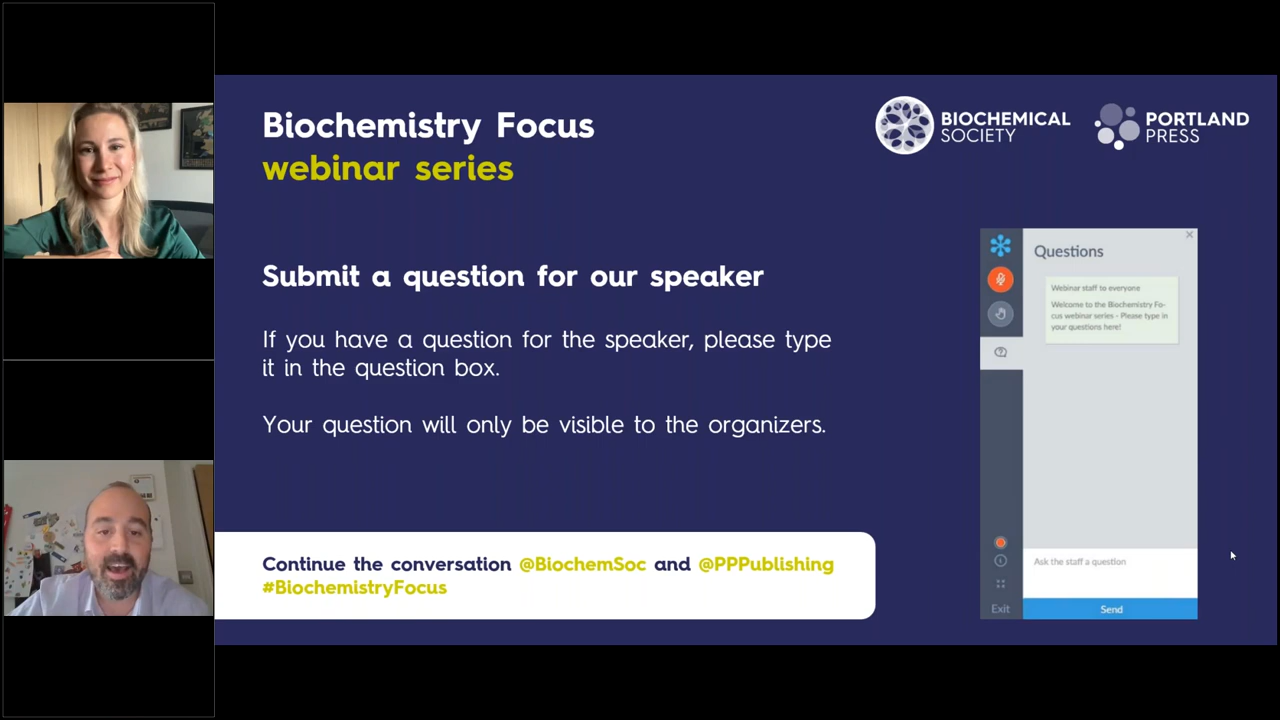 Biochemistry Focus
webinar series
BIOCHEMICAL
SOCIETY
PORTLAND
PRESS
Submit a question for our speaker
If you have a question for the speaker, please type
it in the question box.
Your question will only be visible to the organizers.
Continue the conversation @BiochemSoc and @PPPublishing
#BiochemistryFocus
Questions
Webinar staff to everyone
Welcome to the Biochemistry Fo-
cus webinar series - Please type in
your questions here!
Ask the staff a question
Exit
Send